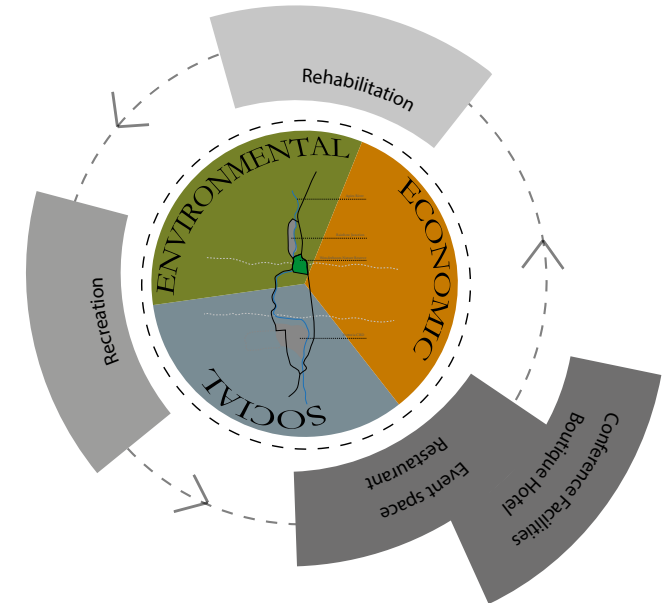 Rehabilitation
ENVIRONMENTAL
ECONOMIC
SOCIAL
Recreation
Restaurant
Event space
Boutique Hotel
Conference Facilities